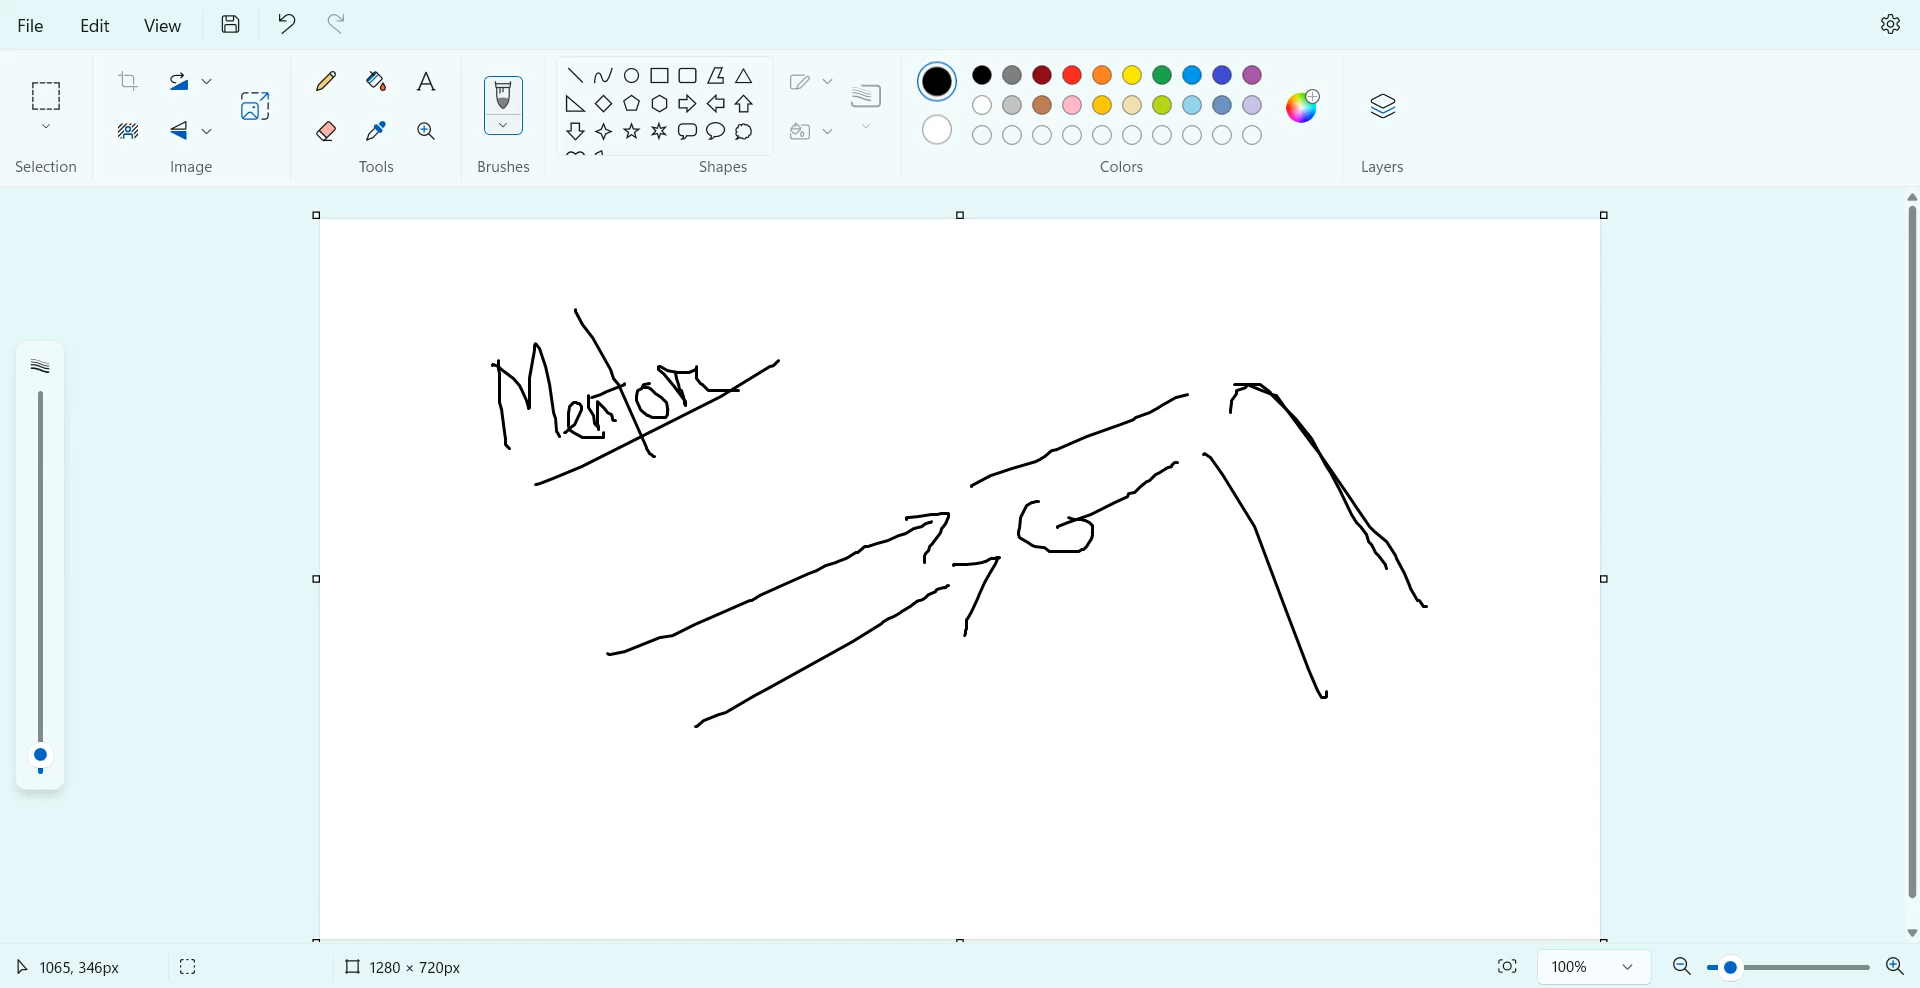 File Edit View
Selection Image Tools Brushes Shapes Colors Layers
Mentor
G
1065, 346px 1280 × 720px 100%